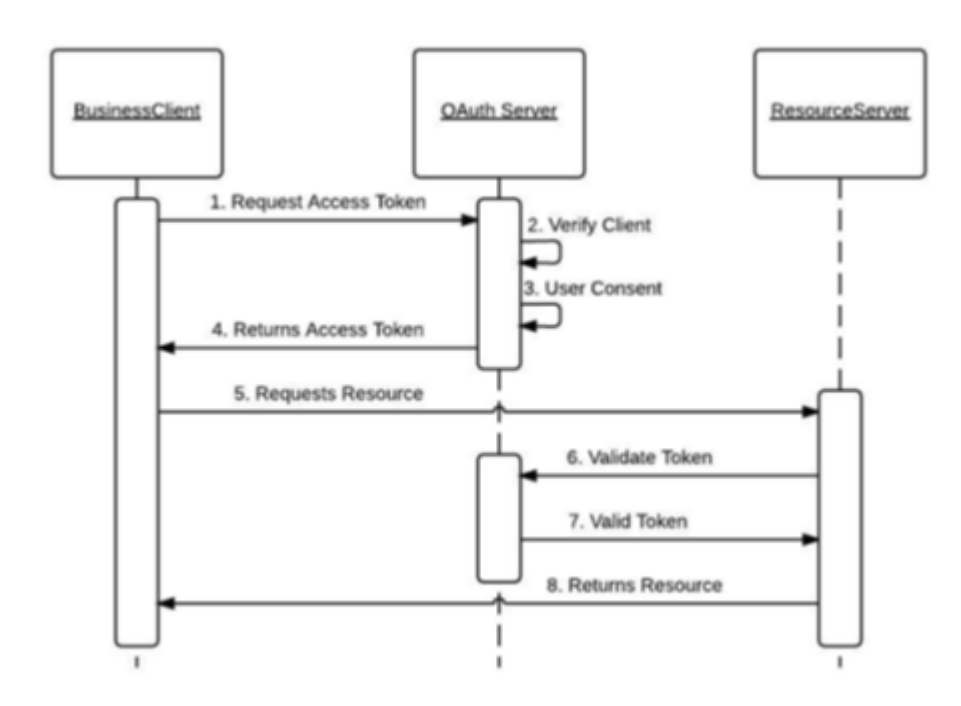 BusinessClient
OAuth Server
ResourceServer
1. Request Access Token
2. Verify Client
3. User Consent
4. Returns Access Token
5. Requests Resource
6. Validate Token
7. Valid Token
8. Returns Resource